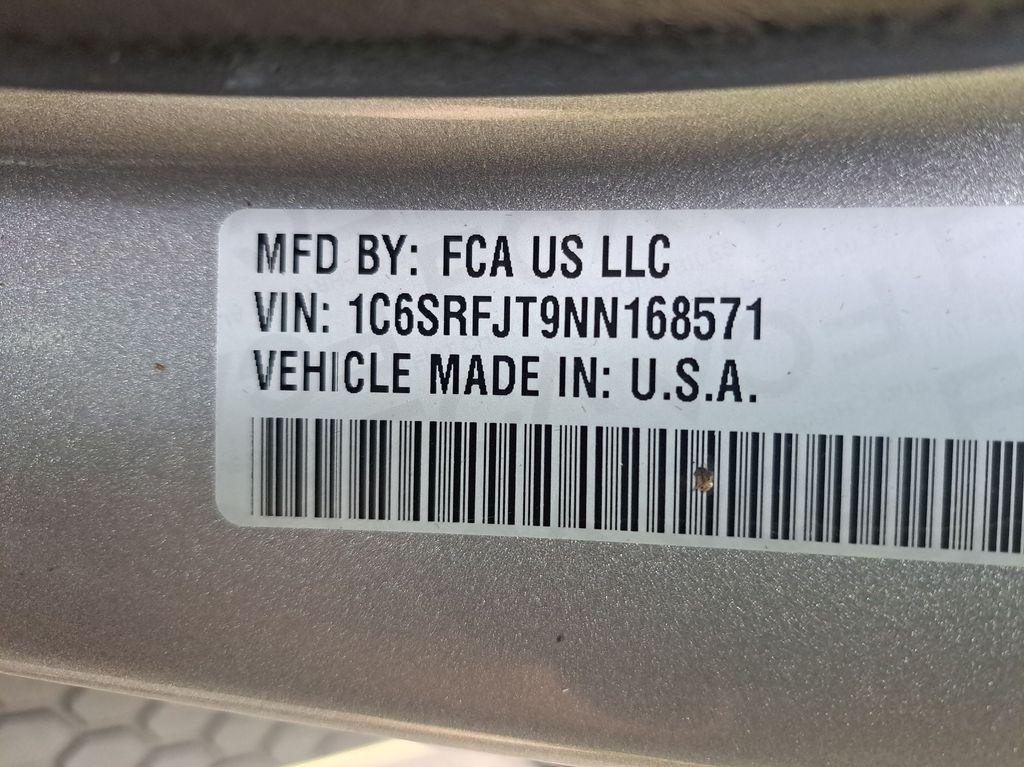 MFD BY: FCA US LLC
VIN: 1C6SRFJT9NN168571
VEHICLE MADE IN: U.S.A.